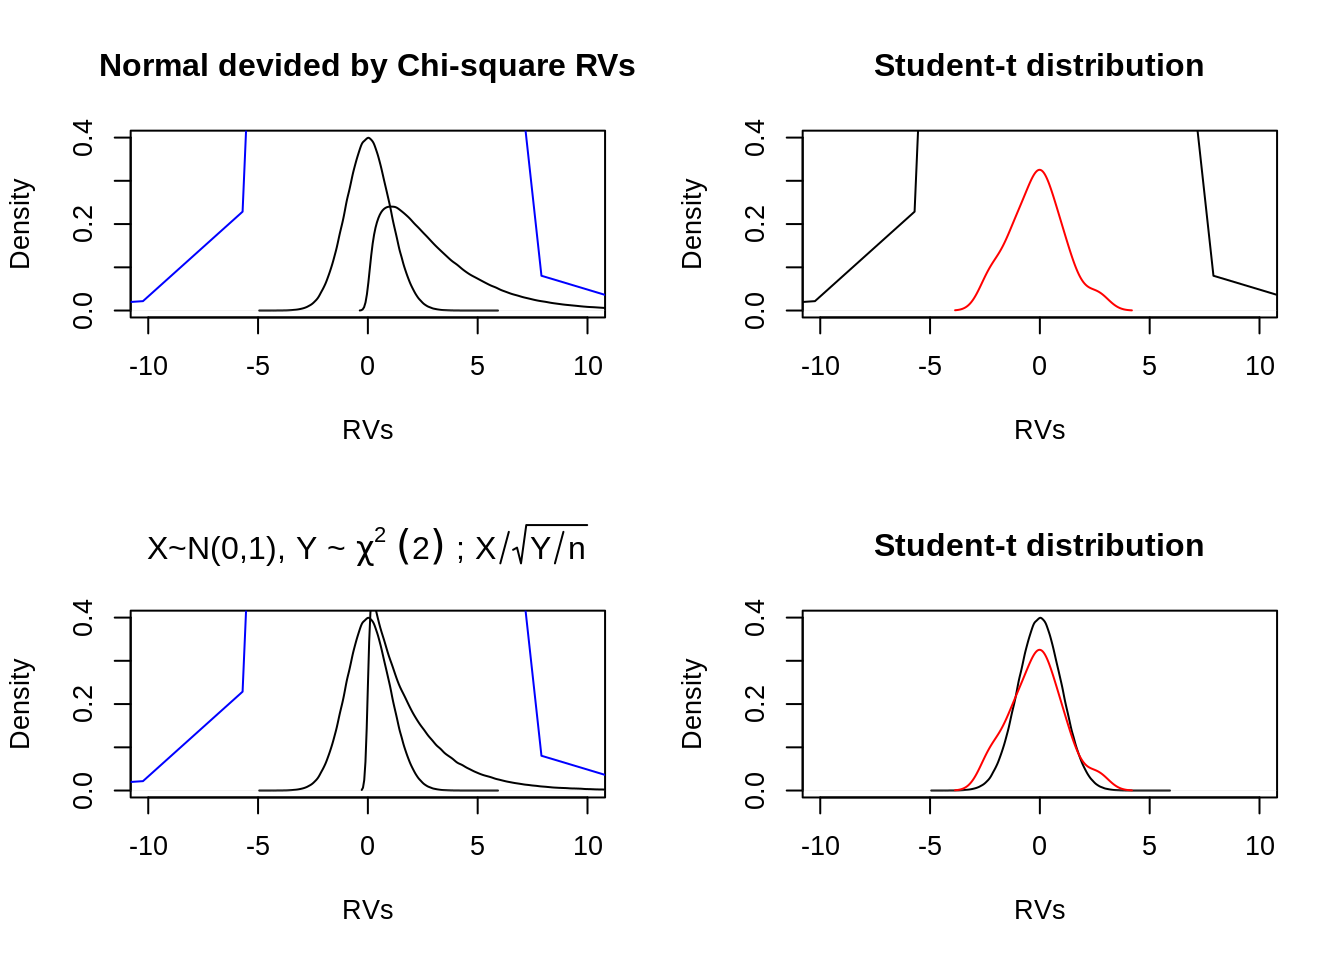 Normal devided by Chi-square RVs
Density
0.0 0.2 0.4
-10 -5 0 5 10
RVs
Student-t distribution
Density
0.0 0.2 0.4
-10 -5 0 5 10
RVs
X~N(0,1), Y ~ χ² (2) ; X/√Y/n
Density
0.0 0.2 0.4
-10 -5 0 5 10
RVs
Student-t distribution
Density
0.0 0.2 0.4
-10 -5 0 5 10
RVs